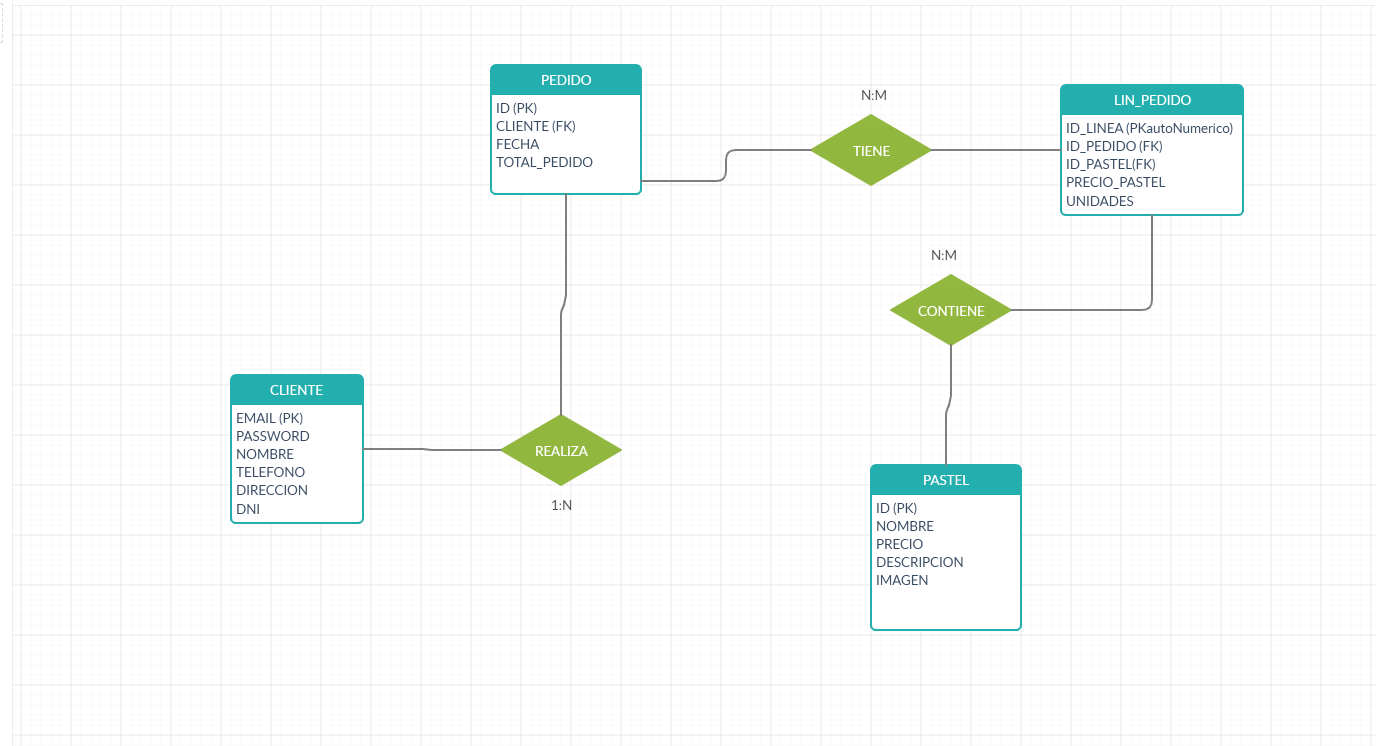 PEDIDO
ID (PK)
CLIENTE (FK)
FECHA
TOTAL_PEDIDO
N:M
TIENE
LIN_PEDIDO
ID_LINEA (PKautoNumerico)
ID_PEDIDO (FK)
ID_PASTEL(FK)
PRECIO_PASTEL
UNIDADES
N:M
CONTIENE
CLIENTE
EMAIL (PK)
PASSWORD
NOMBRE
TELEFONO
DIRECCION
DNI
REALIZA
1:N
PASTEL
ID (PK)
NOMBRE
PRECIO
DESCRIPCION
IMAGEN